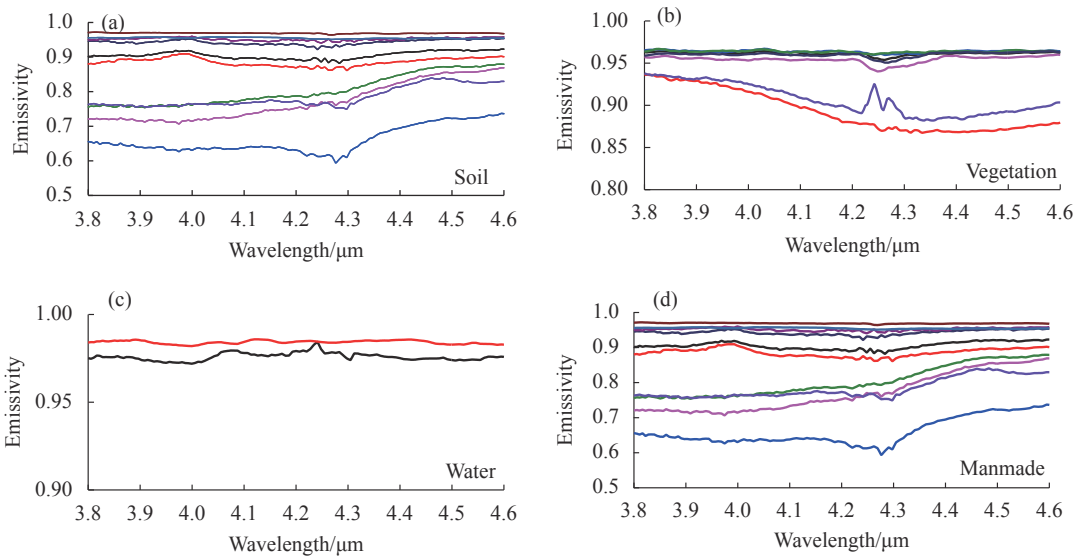 (a)
1.0
0.9
0.8
0.7
0.6
0.5
Emissivity
Soil
3.8 3.9 4.0 4.1 4.2 4.3 4.4 4.5 4.6
Wavelength/μm
(b)
1.00
0.95
0.90
0.85
0.80
Emissivity
Vegetation
3.8 3.9 4.0 4.1 4.2 4.3 4.4 4.5 4.6
Wavelength/μm
(c)
1.00
0.95
0.90
Emissivity
Water
3.8 3.9 4.0 4.1 4.2 4.3 4.4 4.5 4.6
Wavelength/μm
(d)
1.0
0.9
0.8
0.7
0.6
0.5
Emissivity
Manmade
3.8 3.9 4.0 4.1 4.2 4.3 4.4 4.5 4.6
Wavelength/μm